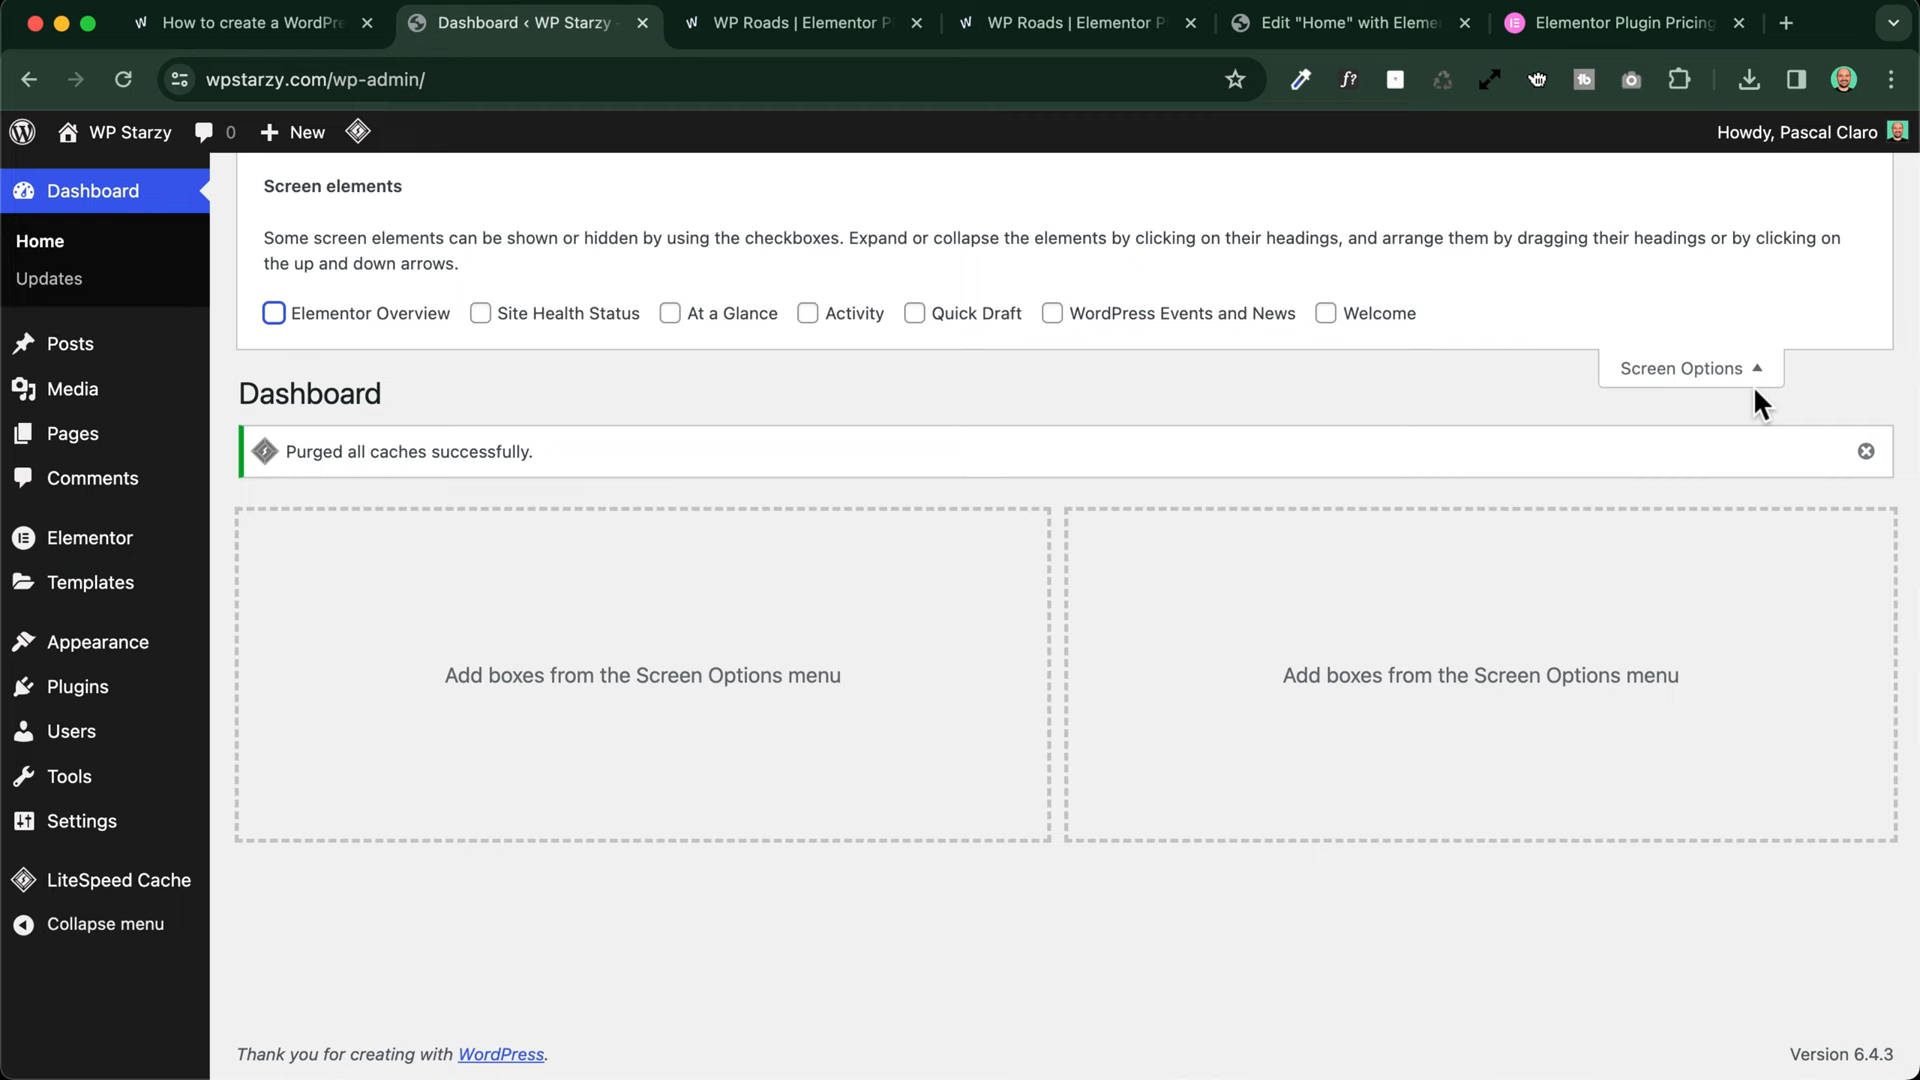 How to create a WordPre
Dashboard ‹ WP Starzy -
WP Roads | Elementor P
WP Roads | Elementor P
Edit "Home" with Eleme
Elementor Plugin Pricing
wpstarzy.com/wp-admin/
f?
tb
WP Starzy
0
New
Howdy, Pascal Claro
Dashboard
Home
Updates
Posts
Media
Pages
Comments
Elementor
Templates
Appearance
Plugins
Users
Tools
Settings
LiteSpeed Cache
Collapse menu
Screen elements
Some screen elements can be shown or hidden by using the checkboxes. Expand or collapse the elements by clicking on their headings, and arrange them by dragging their headings or by clicking on
the up and down arrows.
Elementor Overview Site Health Status At a Glance Activity Quick Draft WordPress Events and News Welcome
Screen Options
Dashboard
Purged all caches successfully.
Add boxes from the Screen Options menu
Add boxes from the Screen Options menu
Thank you for creating with WordPress.
Version 6.4.3